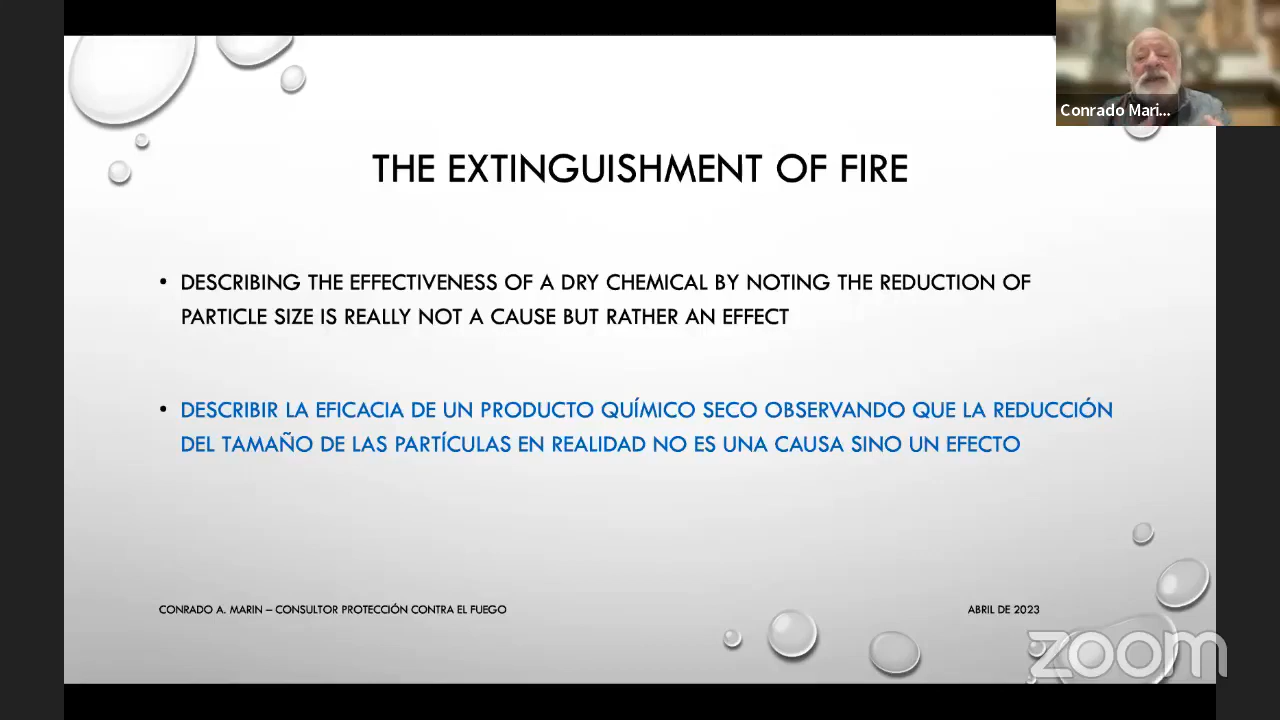 Conrado Mari...
THE EXTINGUISHMENT OF FIRE
• DESCRIBING THE EFFECTIVENESS OF A DRY CHEMICAL BY NOTING THE REDUCTION OF
PARTICLE SIZE IS REALLY NOT A CAUSE BUT RATHER AN EFFECT
• DESCRIBIR LA EFICACIA DE UN PRODUCTO QUÍMICO SECO OBSERVANDO QUE LA REDUCCIÓN
DEL TAMAÑO DE LAS PARTÍCULAS EN REALIDAD NO ES UNA CAUSA SINO UN EFECTO
CONRADO A. MARIN – CONSULTOR PROTECCIÓN CONTRA EL FUEGO
ABRIL DE 2023
zoom